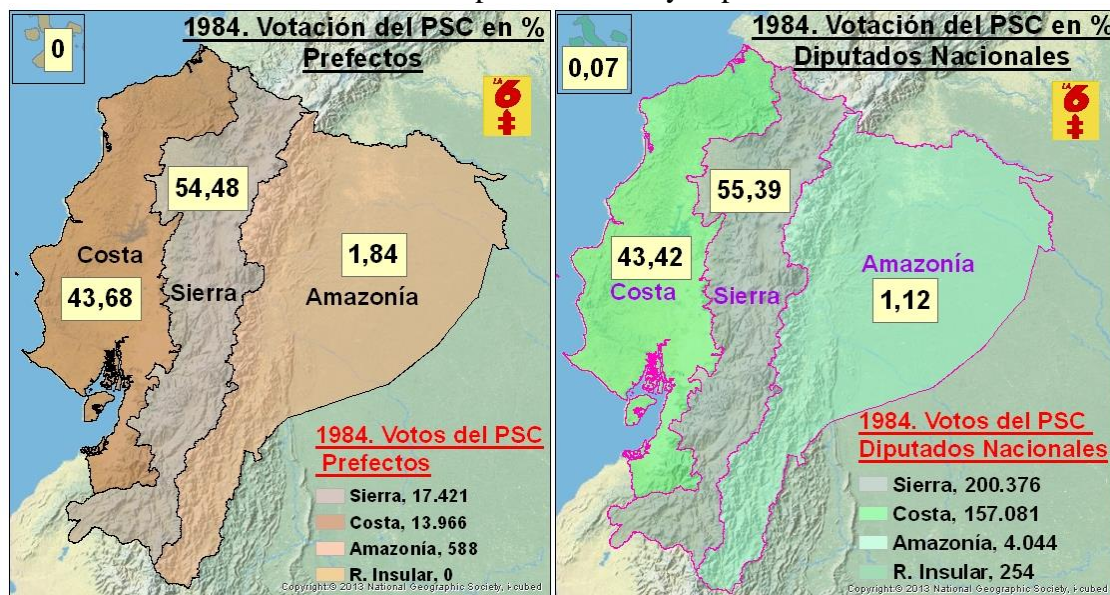 1984. Votación del PSC en %
Prefectos
0
LA
6
54,48
Costa
43,68
Sierra
1,84
Amazonía
1984. Votos del PSC
Prefectos
Sierra, 17.421
Costa, 13.966
Amazonía, 588
R. Insular, 0
Copyright:© 2013 National Geographic Society, i-cubed
1984. Votación del PSC en %
Diputados Nacionales
0,07
LA
6
55,39
43,42
Costa
Sierra
Amazonía
1,12
1984. Votos del PSC
Diputados Nacionales
Sierra, 200.376
Costa, 157.081
Amazonía, 4.044
R. Insular, 254
Copyright:© 2013 National Geographic Society, i-cubed